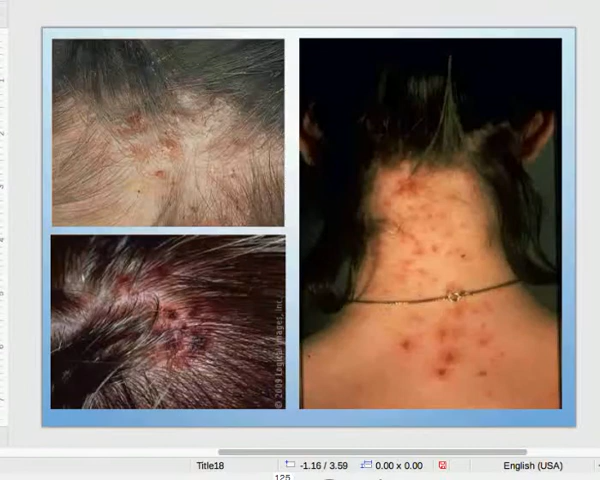 © 2009 Logical Images, Inc.
Title18
-1.16 / 3.59
0.00 x 0.00
English (USA)
125